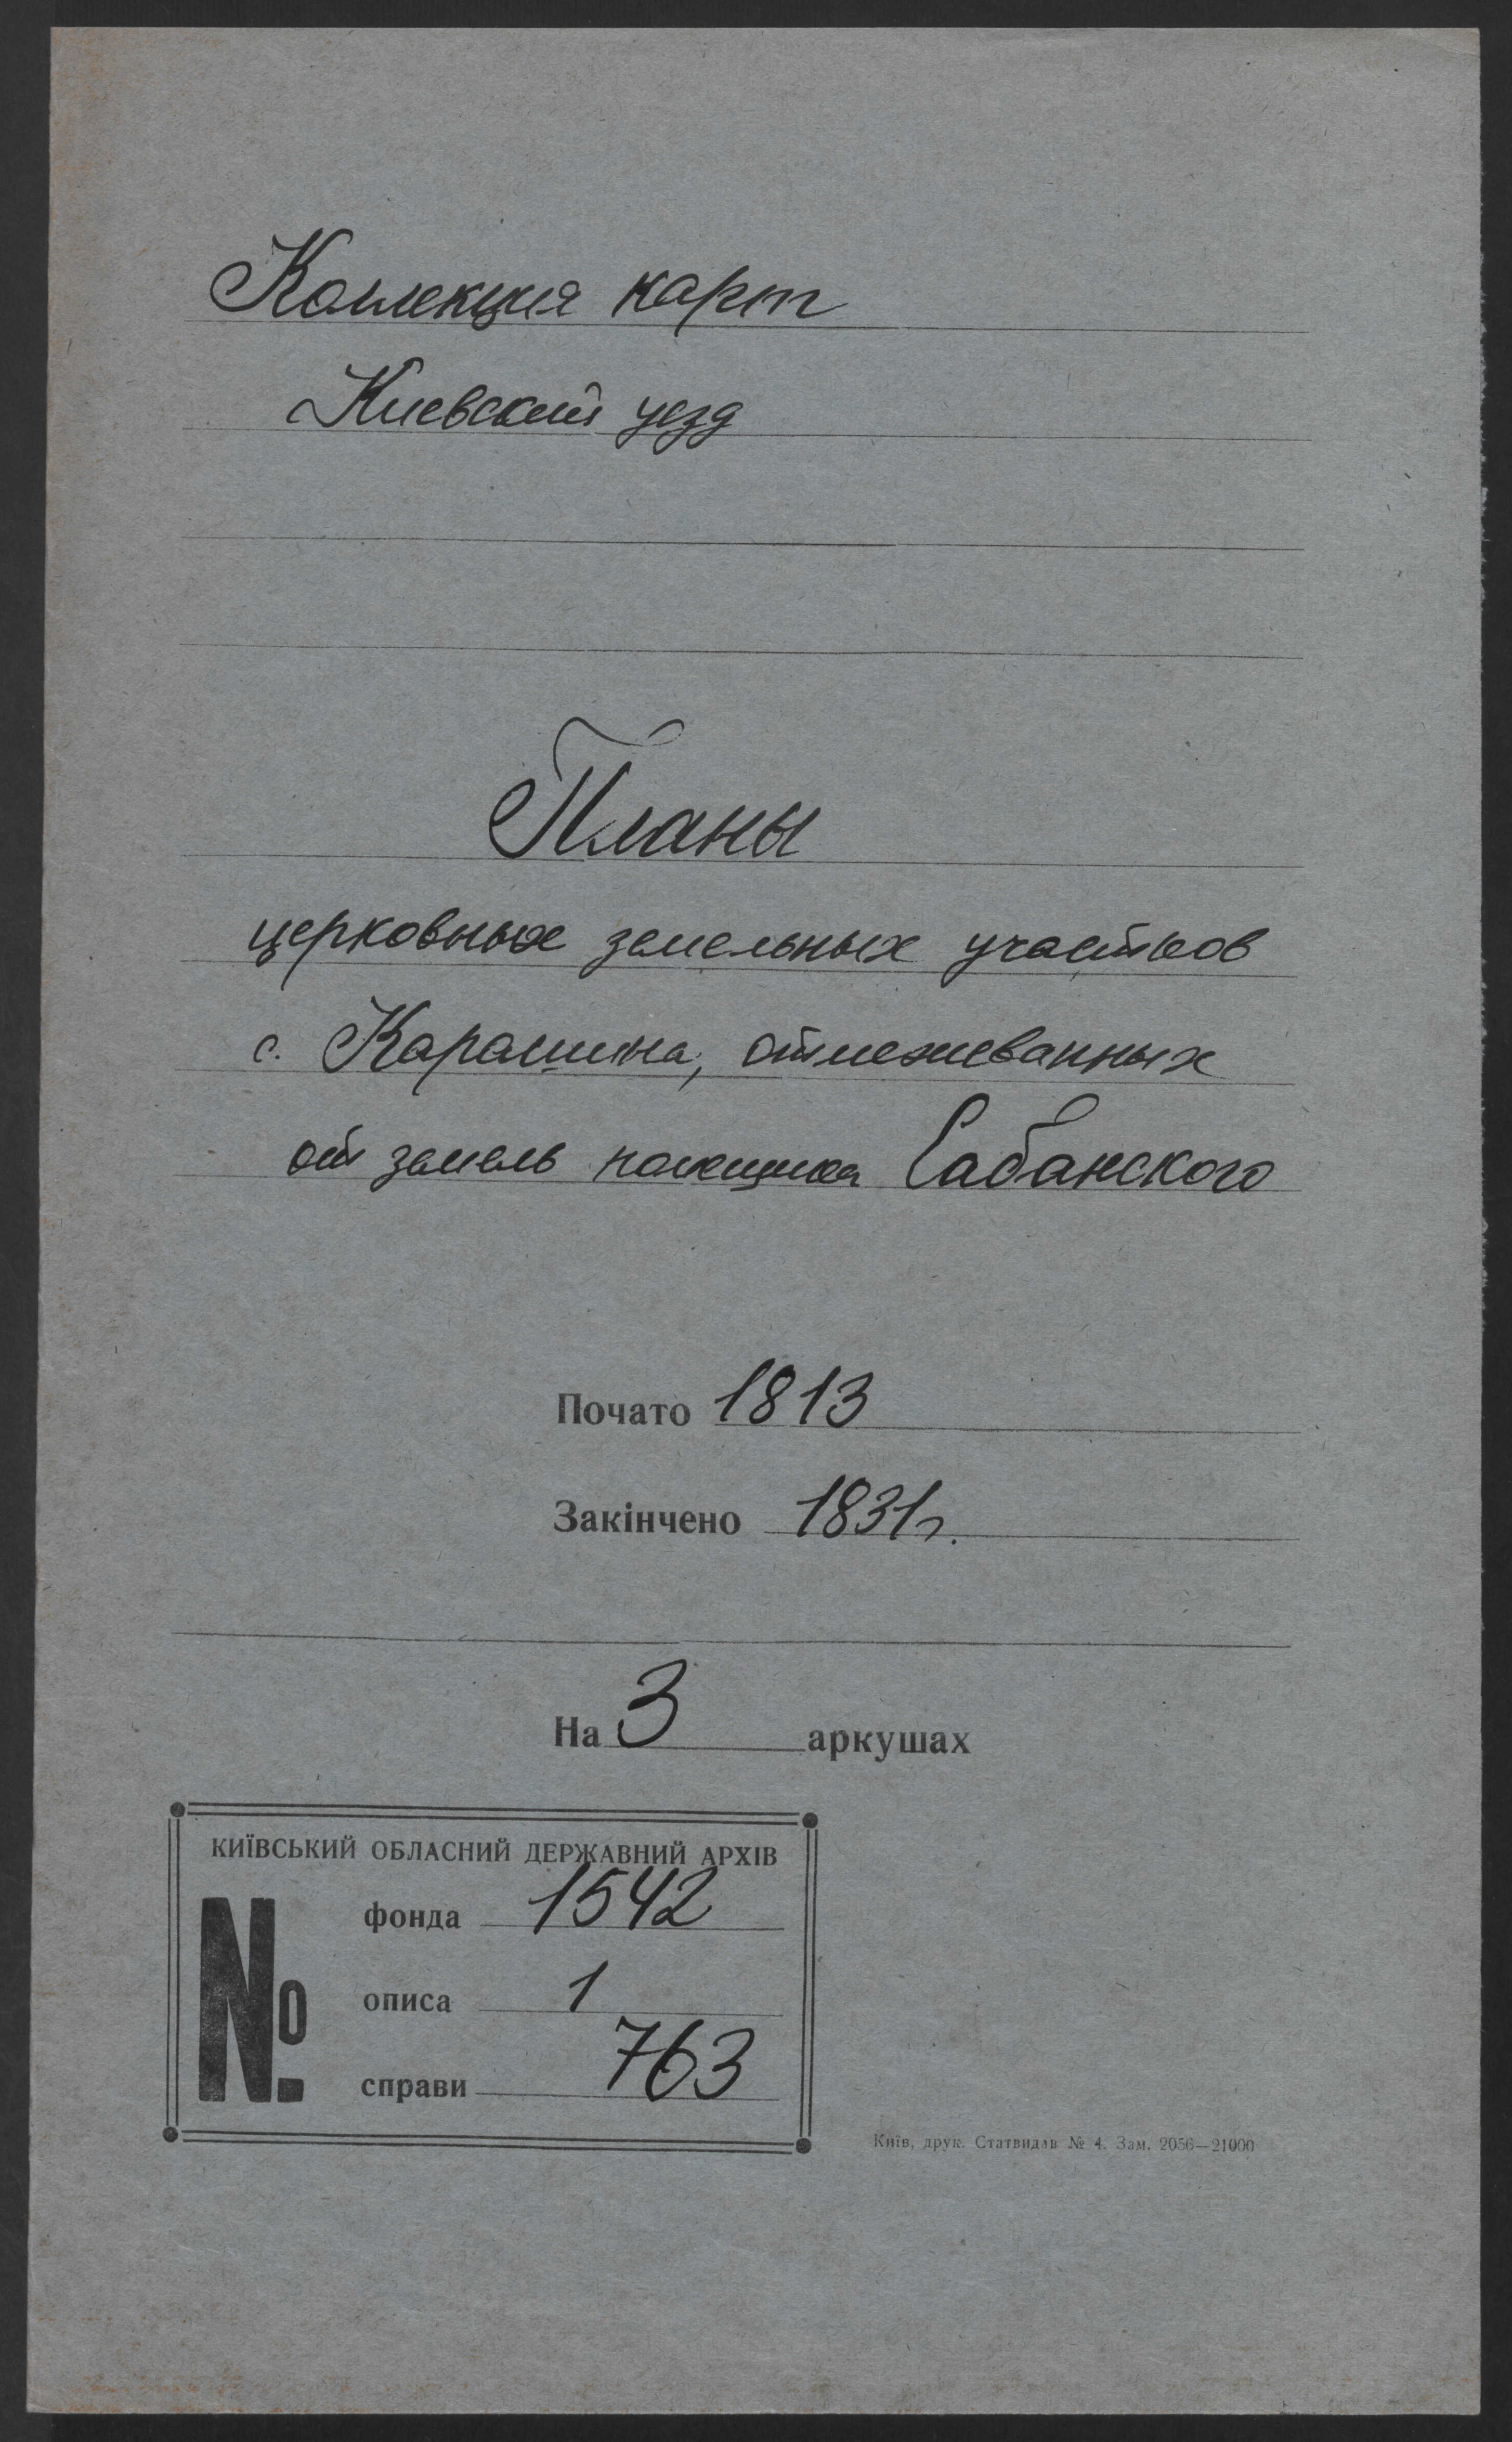 Коллекция карт
Киевский уезд
Планы
церковных земельных участков
с. Карашина, отмежеванных
от земель помещика Сабанского
Почато 1813
Закінчено 1831г.
На 3 аркушах
КИЇВСЬКИЙ ОБЛАСНИЙ ДЕРЖАВНИЙ АРХІВ
№ фонда 1542
описа 1
справи 763
Київ, друк. Статвидав № 4. Зам. 2056—21000